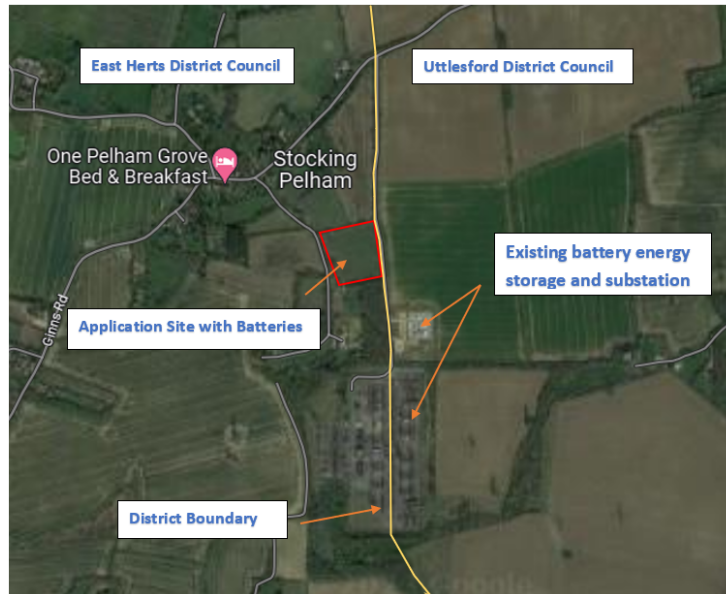 East Herts District Council
Uttlesford District Council
One Pelham Grove
Bed & Breakfast
Stocking
Pelham
Existing battery energy
storage and substation
Application Site with Batteries
Ginns Rd
District Boundary